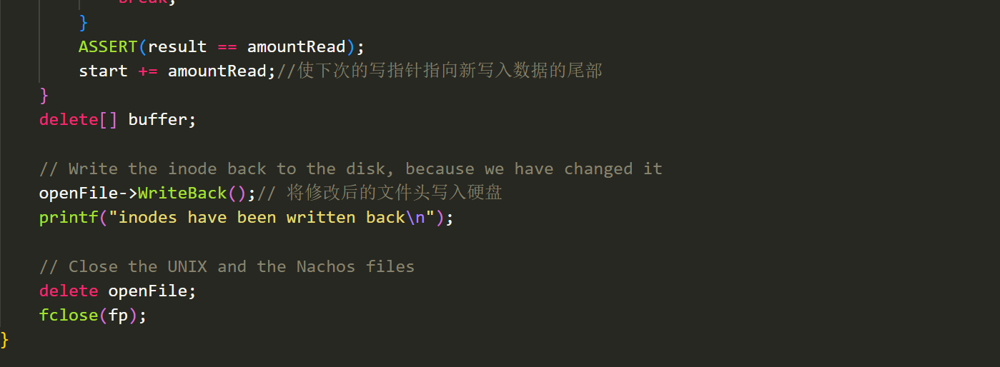 break;
}
ASSERT(result == amountRead);
start += amountRead;//使下次的写指针指向新写入数据的尾部
}
delete[] buffer;
// Write the inode back to the disk, because we have changed it
openFile->WriteBack();// 将修改后的文件头写入硬盘
printf("inodes have been written back\n");
// Close the UNIX and the Nachos files
delete openFile;
fclose(fp);
}